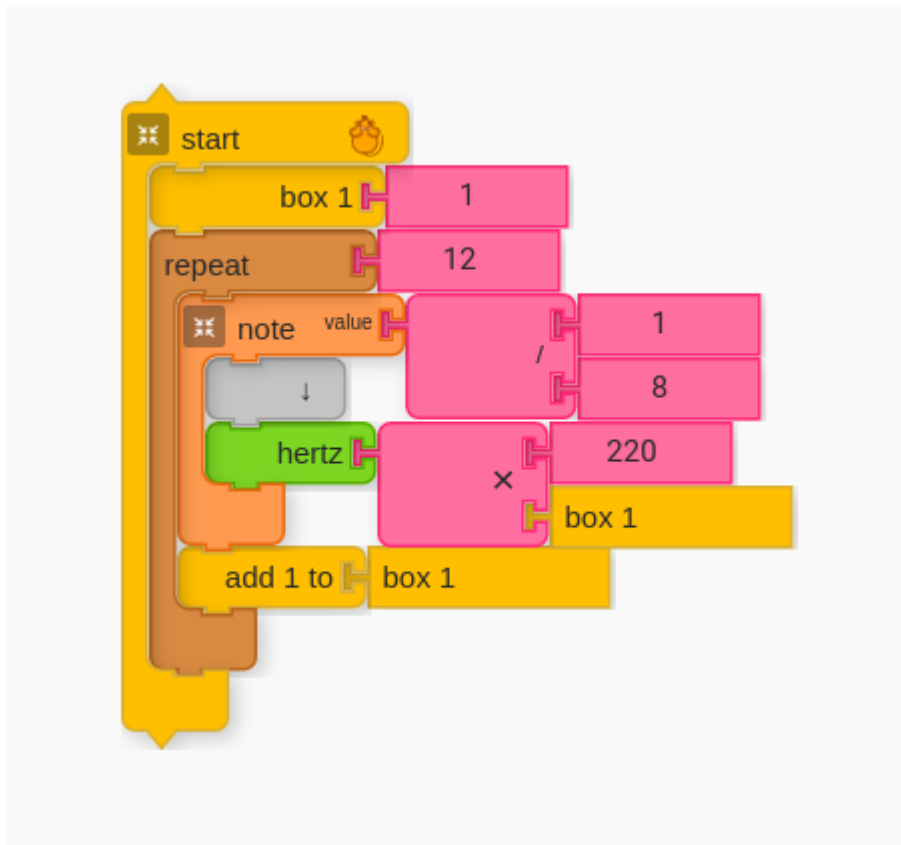 start
box 1 1
repeat 12
note value / 1
8
↓
hertz × 220
box 1
add 1 to box 1